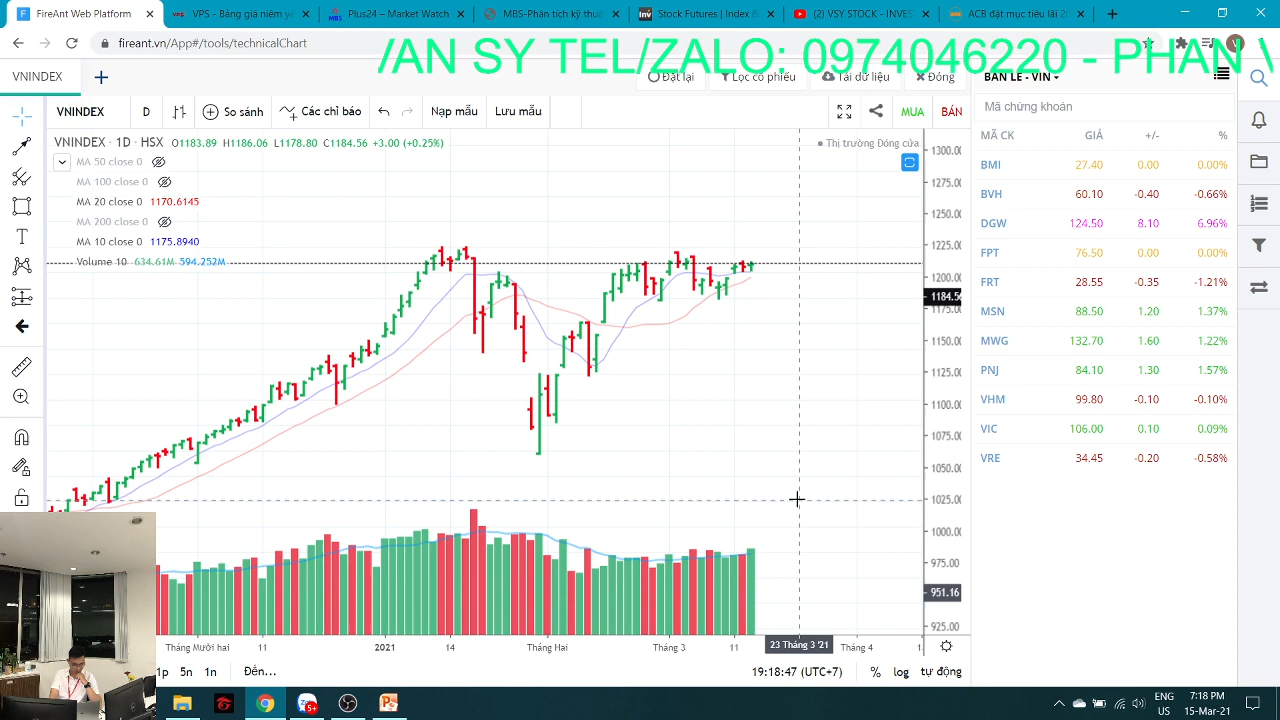 FireAnt Web
VPS - Bảng giá niêm yế
Plus24 – Market Watch
MBS-Phân tích kỹ thuậ
Stock Futures | Index
(2) VSY STOCK - INVES
ACB đặt mục tiêu lãi 20
fireant.vn/App#/tools/technicalChart
/AN SY TEL/ZALO: 0974046220 - PHAN \
VNINDEX
Đặt lại
Lọc cổ phiếu
Tải dữ liệu
Đóng
BAN LE - VIN
VNINDEX
D
So sánh
Các chỉ báo
Nạp mẫu
Lưu mẫu
MUA
BÁN
Mã chứng khoán
VNINDEX · 1D · HSX O1183.89 H1186.06 L1178.80 C1184.56 +3.00 (+0.25%)
Thị trường Đóng cửa
MA 50 close 0
MA 100 close 0
MA 20 close 0 1170.6145
MA 200 close 0
MA 10 close 0 1175.8940
Volume 10 634.61M 594.252M
1300.00
1275.00
1250.00
1225.00
1200.00
1184.56
1175.00
1150.00
1125.00
1100.00
1075.00
1050.00
1025.00
1000.00
975.00
951.16
925.00
MÃ CK GIÁ +/- %
BMI 27.40 0.00 0.00%
BVH 60.10 -0.40 -0.66%
DGW 124.50 8.10 6.96%
FPT 76.50 0.00 0.00%
FRT 28.55 -0.35 -1.21%
MSN 88.50 1.20 1.37%
MWG 132.70 1.60 1.22%
PNJ 84.10 1.30 1.57%
VHM 99.80 -0.10 -0.10%
VIC 106.00 0.10 0.09%
VRE 34.45 -0.20 -0.58%
Tháng Mười hai
11
2021
14
Tháng Hai
Tháng 3
11
23 Tháng 3 '21
Tháng 4
1p 5n 1n Đến...
19:18:47 (UTC+7)
% log tự động
5+
ENG
US
7:18 PM
15-Mar-21